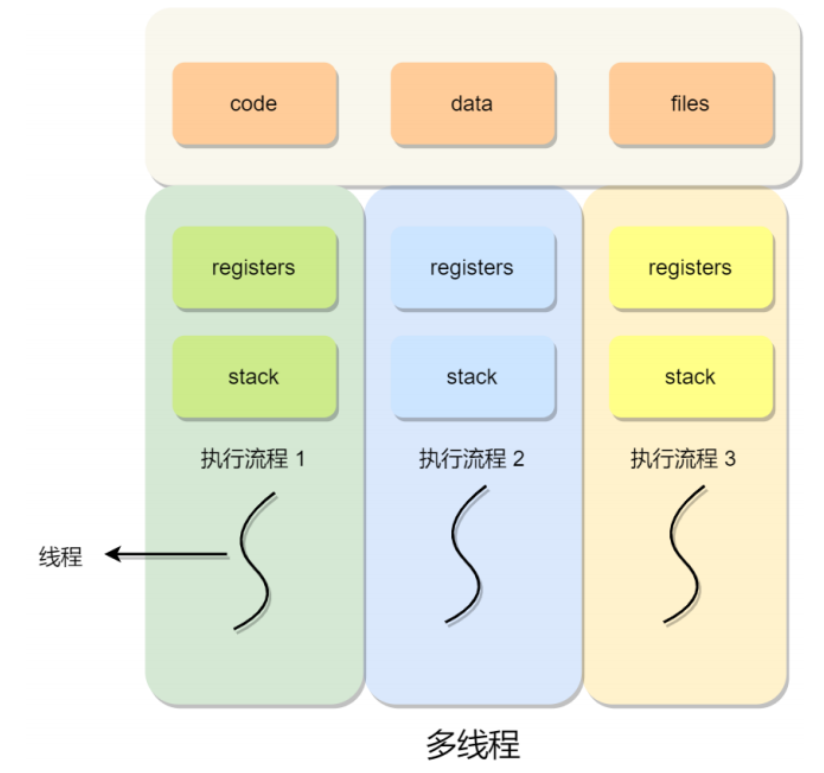 code data files
registers registers registers
stack stack stack
执行流程 1 执行流程 2 执行流程 3
线程
多线程